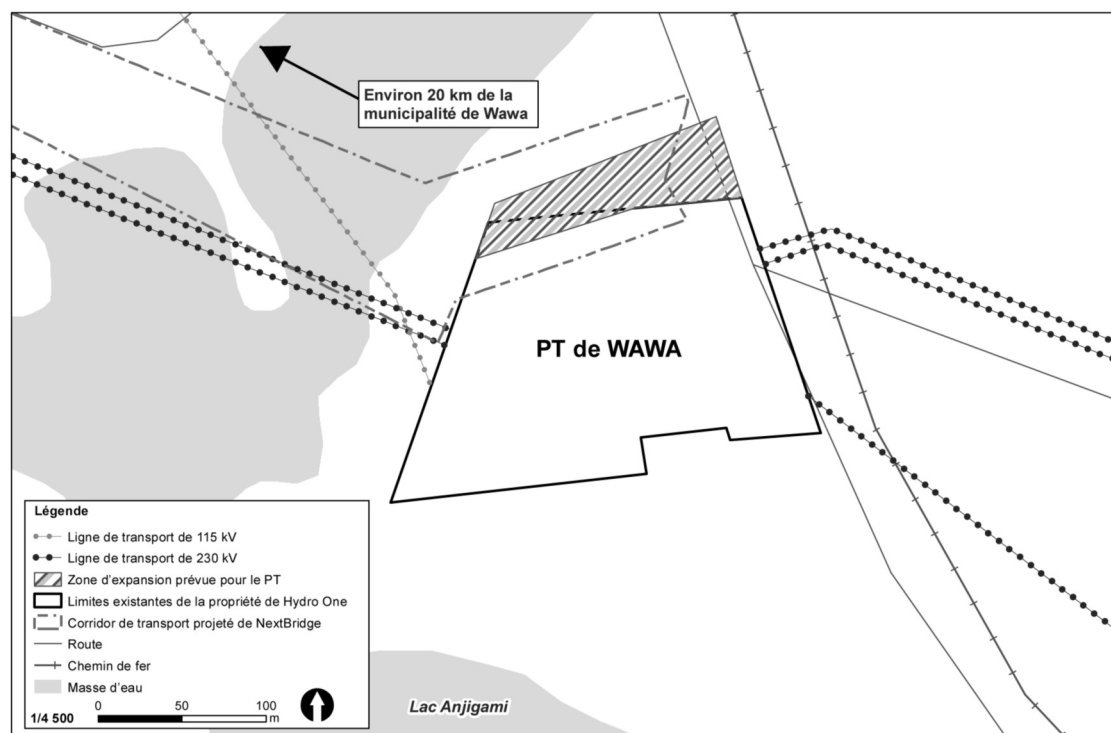 Environ 20 km de la
municipalité de Wawa
PT de WAWA
Légende
Ligne de transport de 115 kV
Ligne de transport de 230 kV
Zone d'expansion prévue pour le PT
Limites existantes de la propriété de Hydro One
Corridor de transport projeté de NextBridge
Route
Chemin de fer
Masse d'eau
1/4 500
0 50 100
m
Lac Anjigami